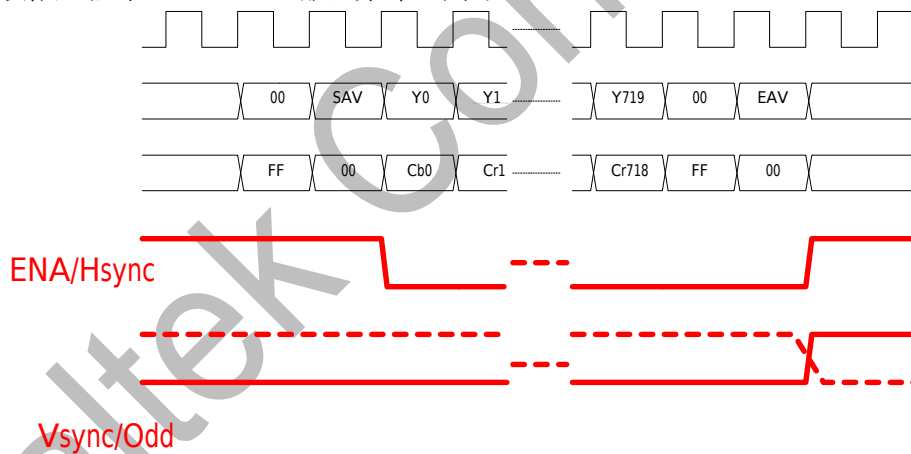 00 SAV Y0 Y1 Y719 00 EAV
FF 00 Cb0 Cr1 Cr718 FF 00
ENA/Hsync
Vsync/Odd